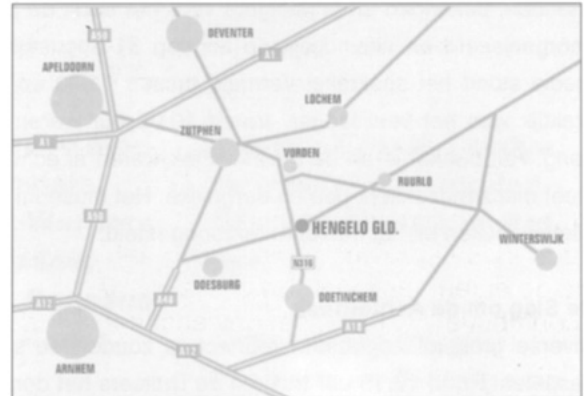 A50
DEVENTER
A1
APELDOORN
LOCHEM
ZUTPHEN
A1
VORDEN
RUURLO
A50
HENGELO GLD.
WINTERSWIJK
N316
DOESBURG
A48
DOETINCHEM
A12
A18
A12
ARNHEM